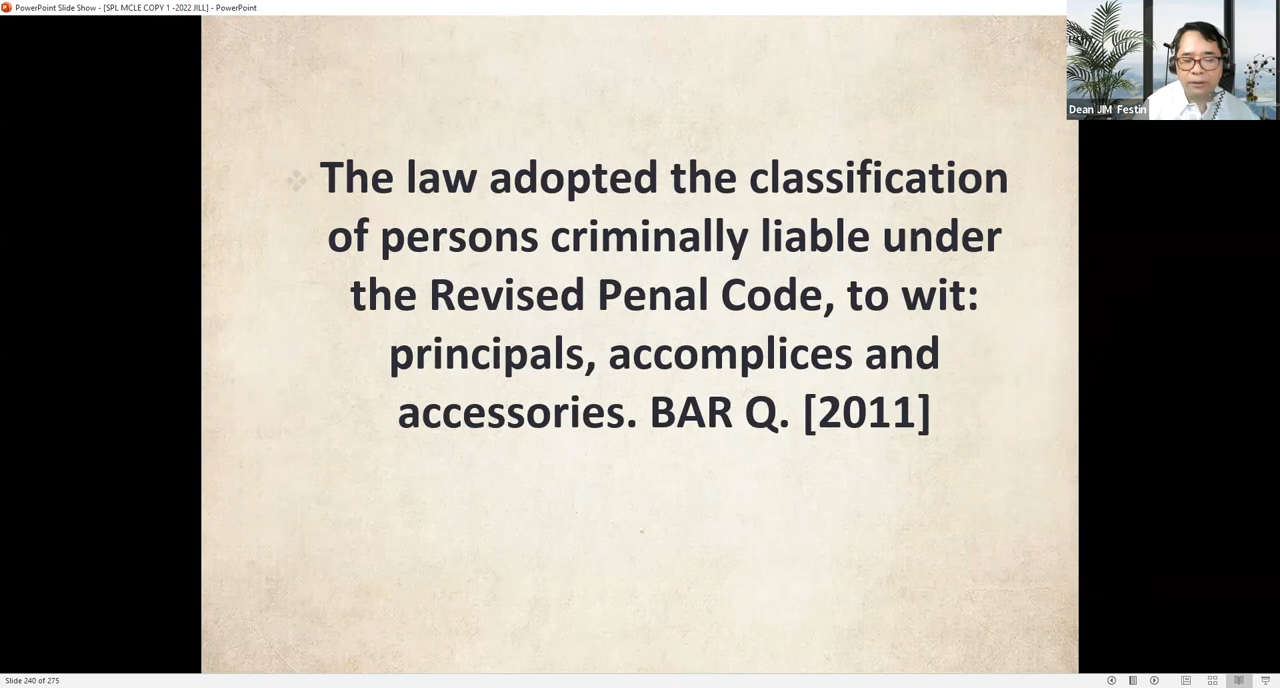 PowerPoint Slide Show - [SPL MCLE COPY 1 -2022 JILL] - PowerPoint
Dean JIM Festin
The law adopted the classification
of persons criminally liable under
the Revised Penal Code, to wit:
principals, accomplices and
accessories. BAR Q. [2011]
Slide 240 of 275